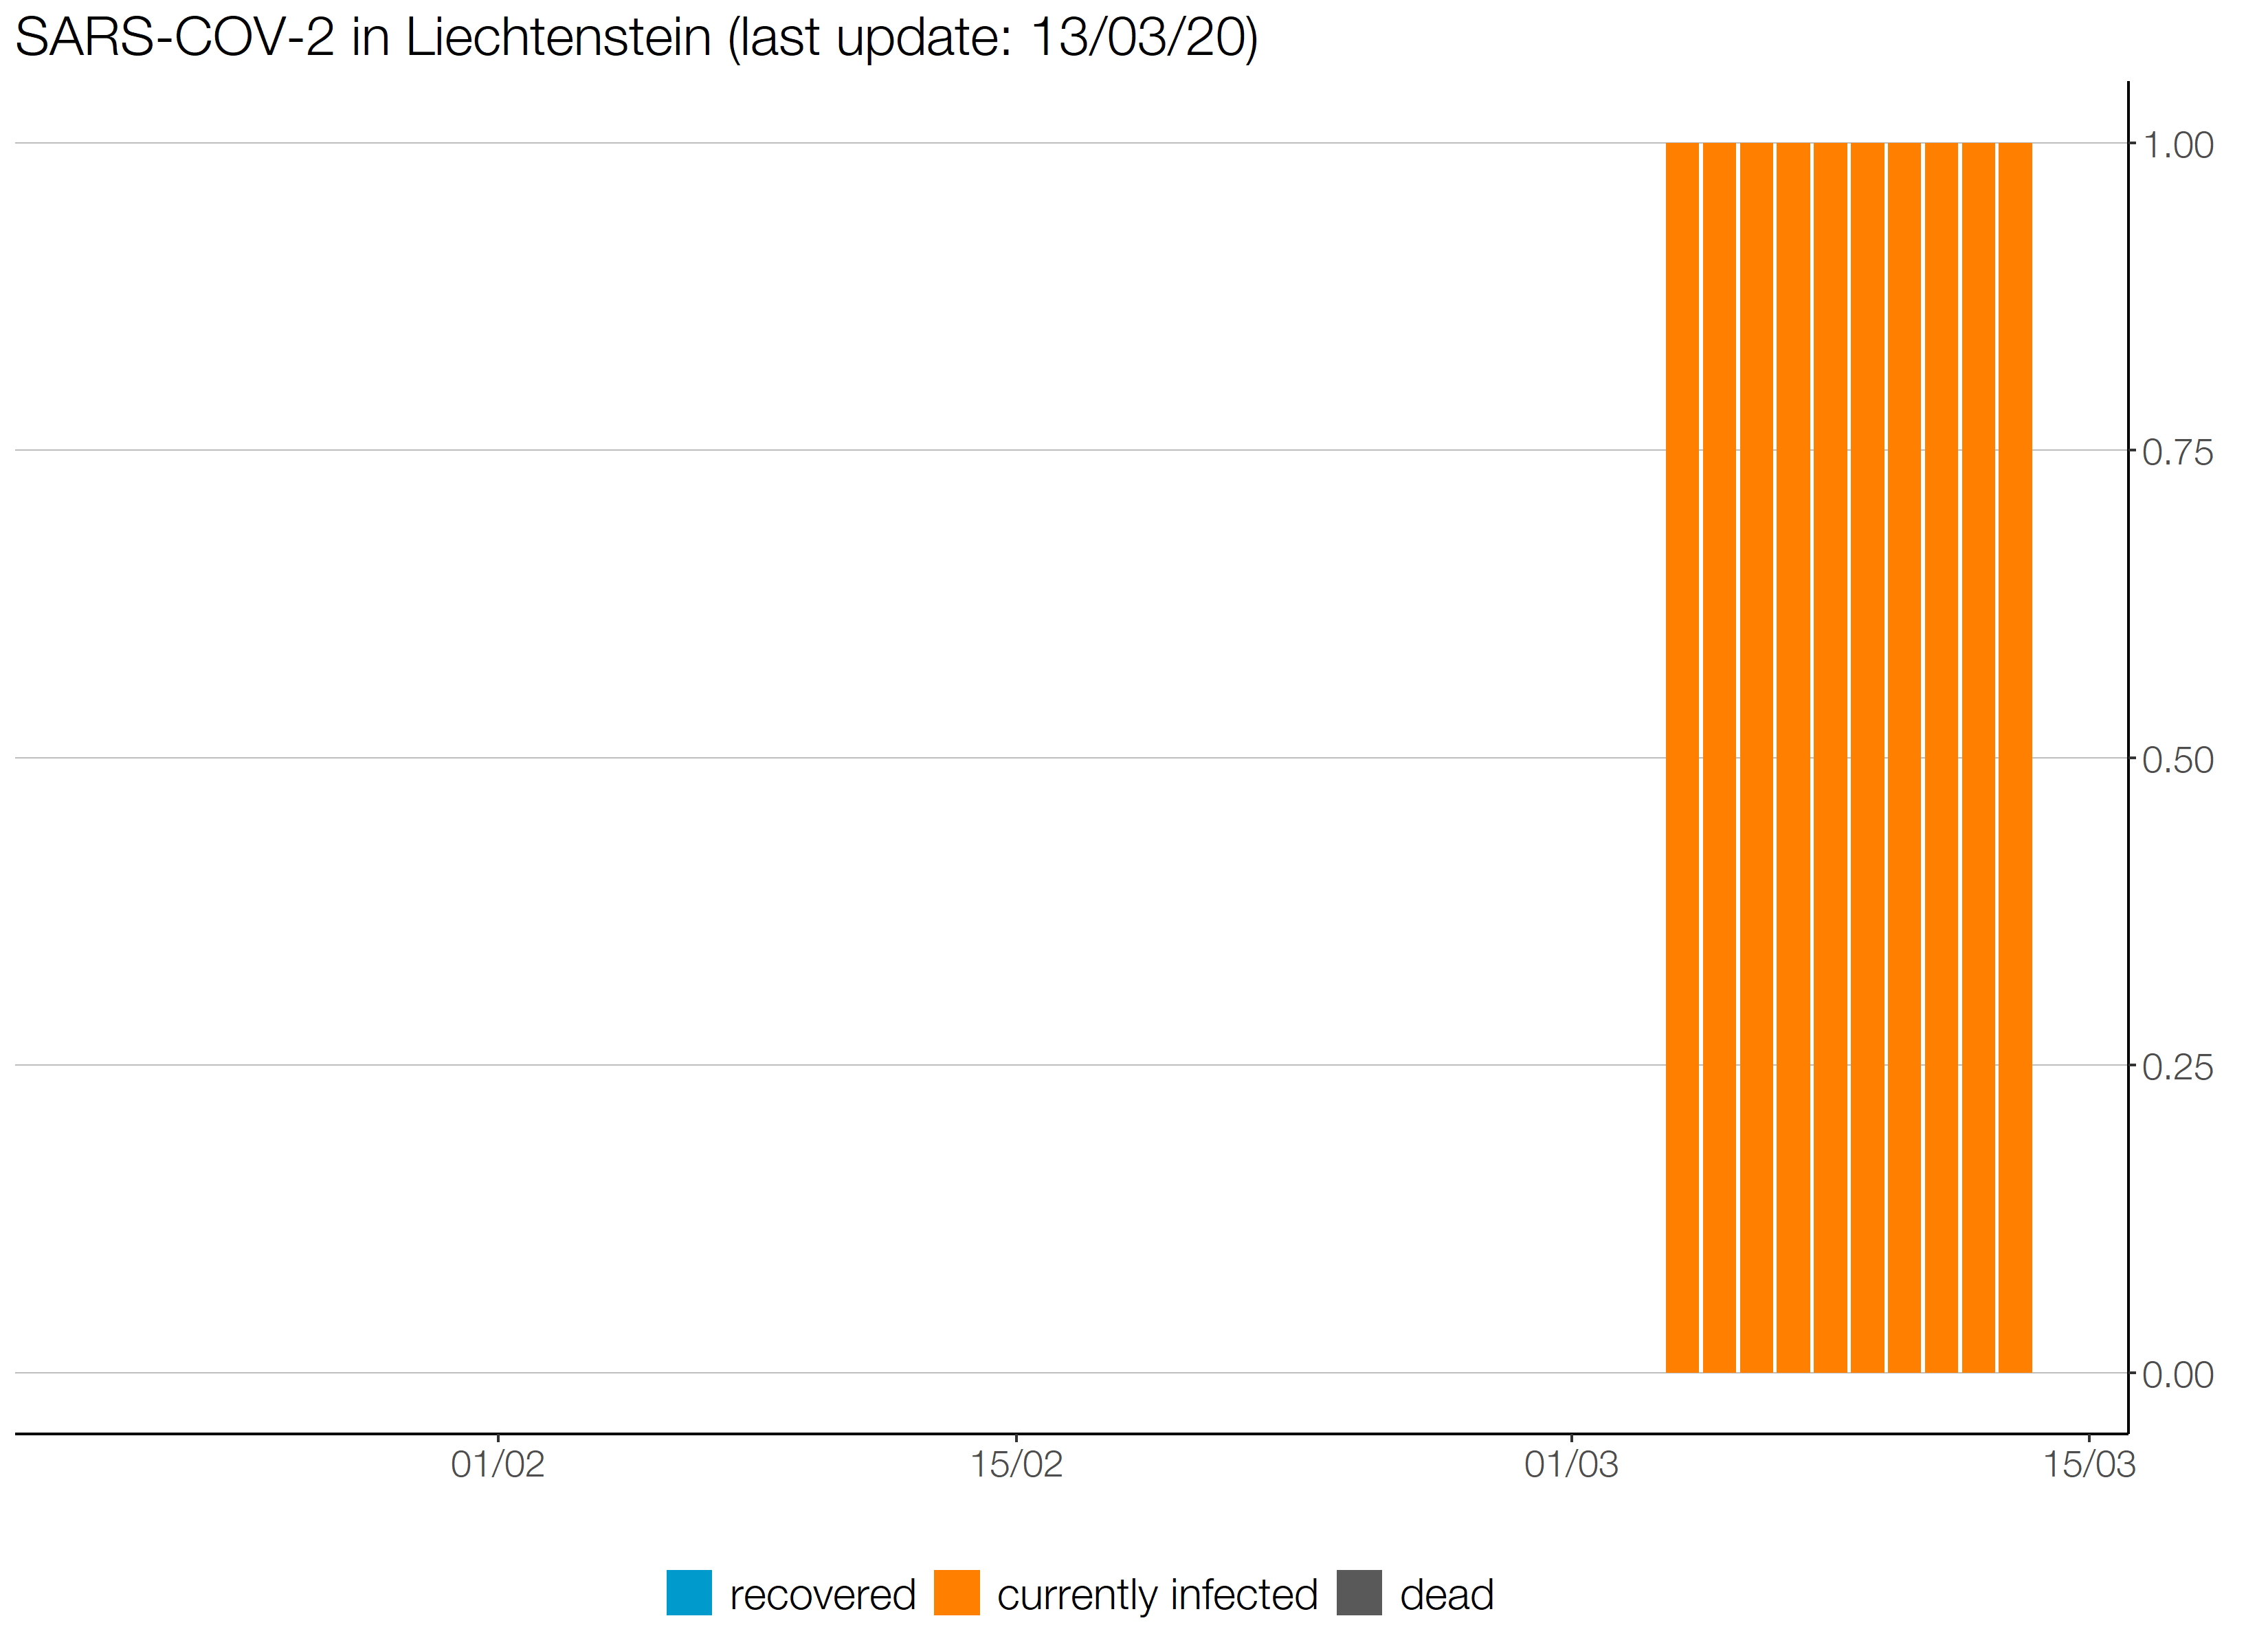 SARS-COV-2 in Liechtenstein (last update: 13/03/20)
1.00
0.75
0.50
0.25
0.00
01/02 15/02 01/03 15/03
recovered currently infected dead